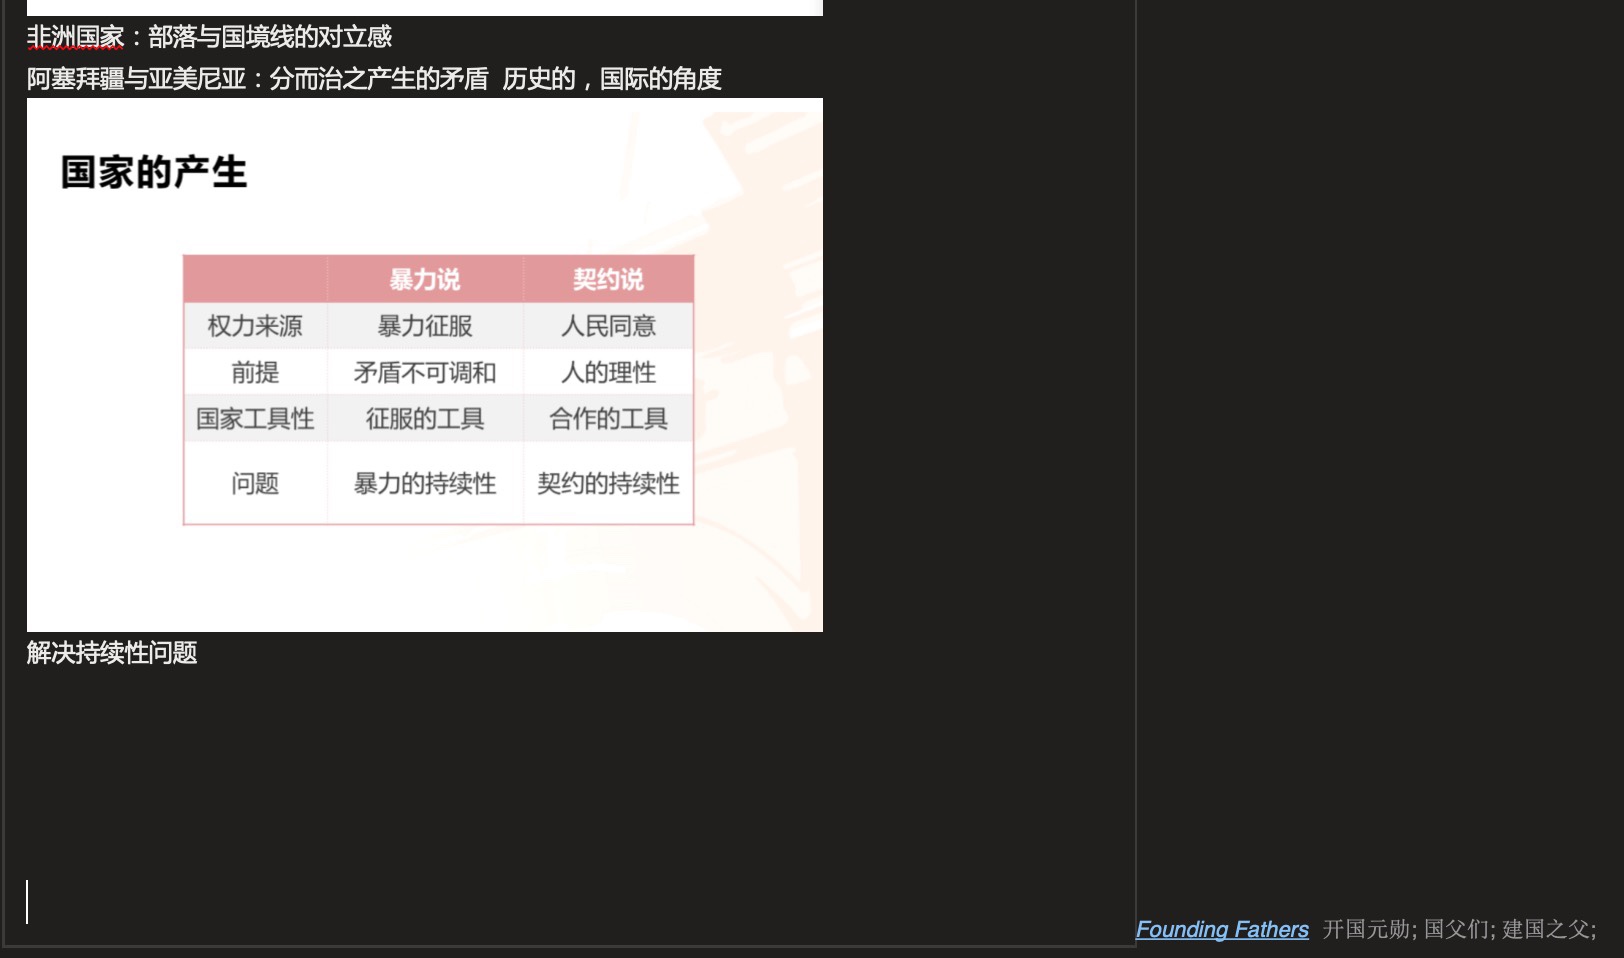 非洲国家：部落与国境线的对立感
阿塞拜疆与亚美尼亚：分而治之产生的矛盾 历史的，国际的角度
国家的产生
暴力说 契约说
权力来源 暴力征服 人民同意
前提 矛盾不可调和 人的理性
国家工具性 征服的工具 合作的工具
问题 暴力的持续性 契约的持续性
解决持续性问题
Founding Fathers 开国元勋; 国父们; 建国之父;